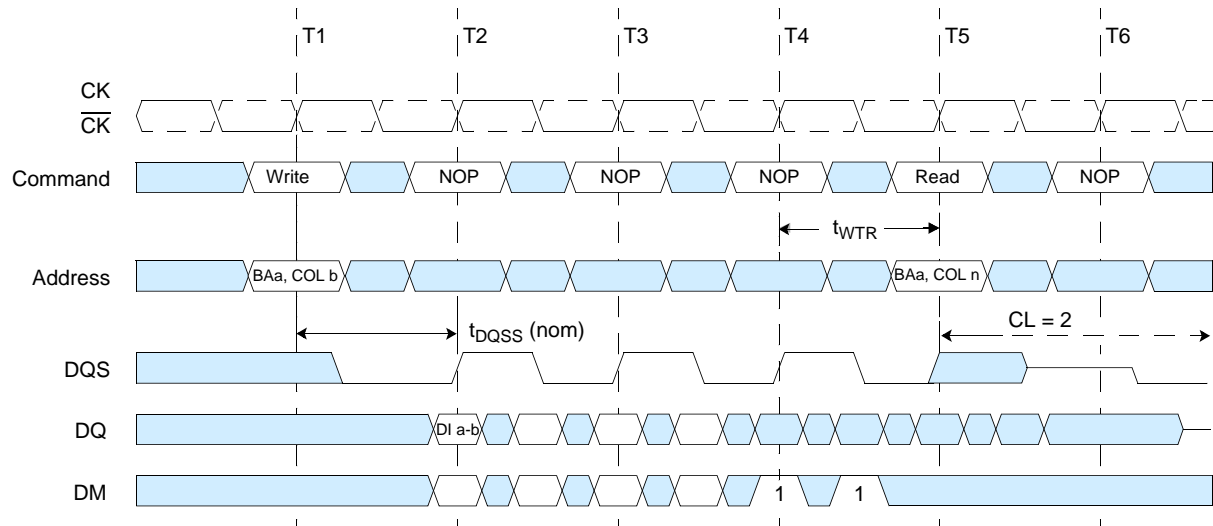 T1 T2 T3 T4 T5 T6
CK
CK
Command Write NOP NOP NOP Read NOP
tWTR
Address BAa, COL b BAa, COL n
tDQSS (nom) CL = 2
DQS
DQ DI a-b
DM 1 1